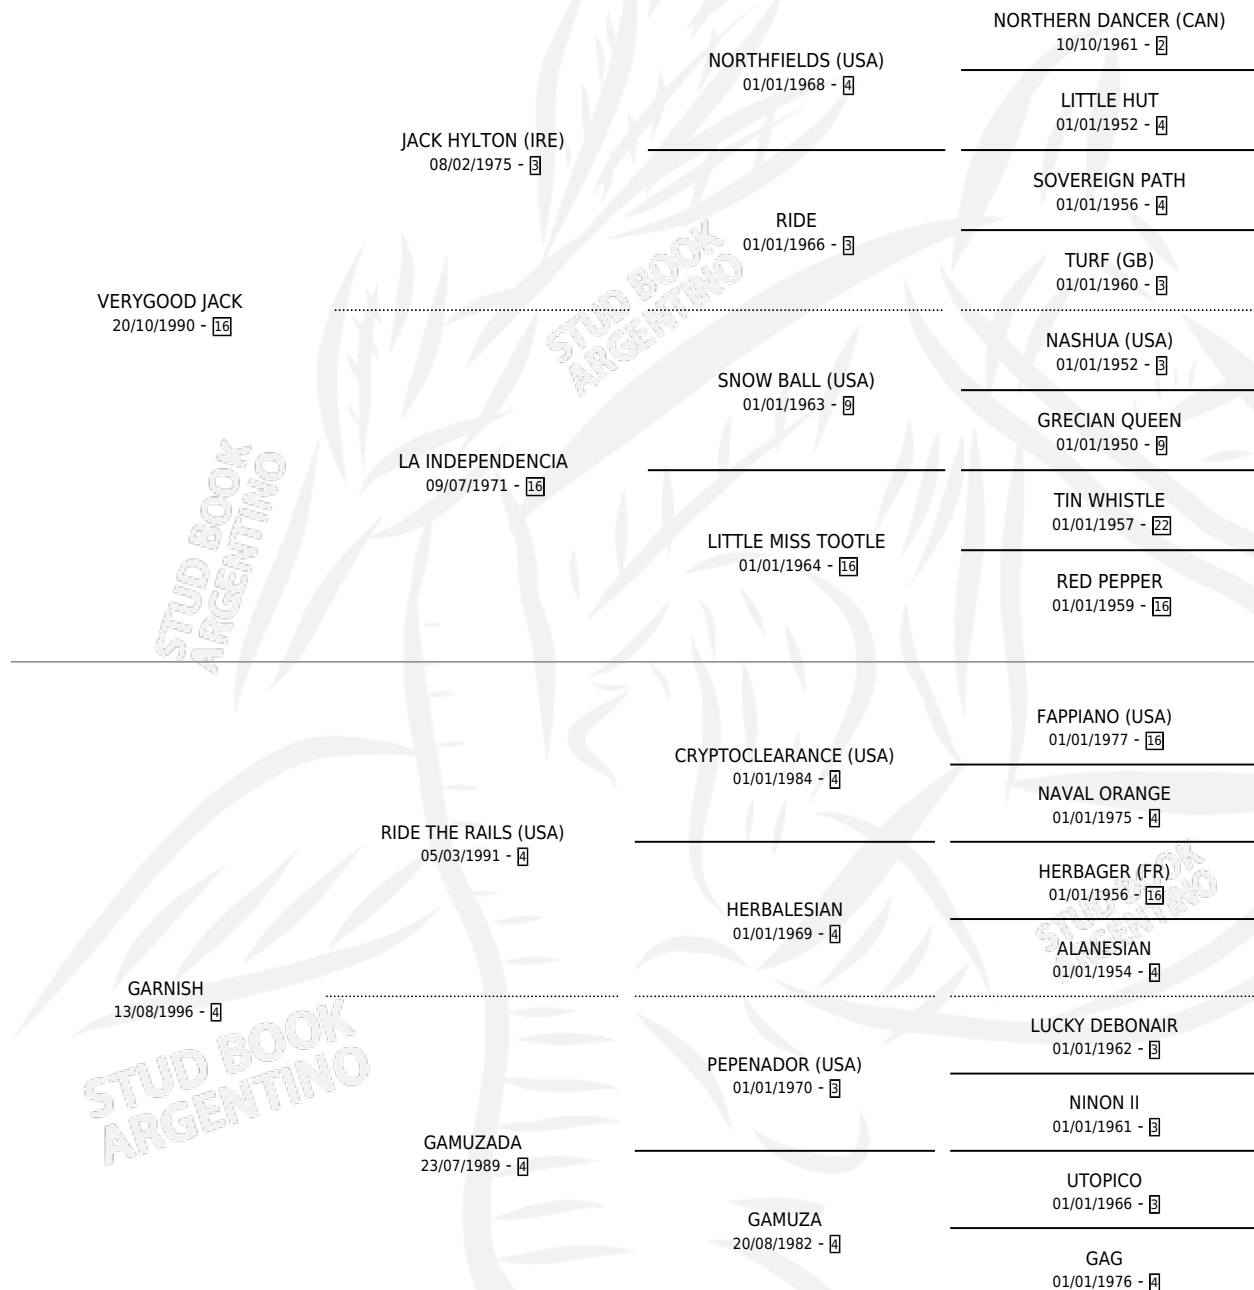 VERYGOOD JACK
20/10/1990 - 16
JACK HYLTON (IRE)
08/02/1975 - 3
LA INDEPENDENCIA
09/07/1971 - 16
NORTHFIELDS (USA)
01/01/1968 - 4
RIDE
01/01/1966 - 3
SNOW BALL (USA)
01/01/1963 - 9
LITTLE MISS TOOTLE
01/01/1964 - 16
NORTHERN DANCER (CAN)
10/10/1961 - 2
LITTLE HUT
01/01/1952 - 4
SOVEREIGN PATH
01/01/1956 - 4
TURF (GB)
01/01/1960 - 3
NASHUA (USA)
01/01/1952 - 3
GRECIAN QUEEN
01/01/1950 - 9
TIN WHISTLE
01/01/1957 - 22
RED PEPPER
01/01/1959 - 16
STUD BOOK
ARGENTINO
STUD BOOK
ARGENTINO
GARNISH
13/08/1996 - 4
RIDE THE RAILS (USA)
05/03/1991 - 4
GAMUZADA
23/07/1989 - 4
CRYPTOCLEARANCE (USA)
01/01/1984 - 4
HERBALESIAN
01/01/1969 - 4
PEPENADOR (USA)
01/01/1970 - 3
GAMUZA
20/08/1982 - 4
FAPPIANO (USA)
01/01/1977 - 16
NAVAL ORANGE
01/01/1975 - 4
HERBAGER (FR)
01/01/1956 - 16
ALANESIAN
01/01/1954 - 4
LUCKY DEBONAIR
01/01/1962 - 3
NINON II
01/01/1961 - 3
UTOPICO
01/01/1966 - 3
GAG
01/01/1976 - 4
STUD BOOK
ARGENTINO
STUD BOOK
ARGENTINO